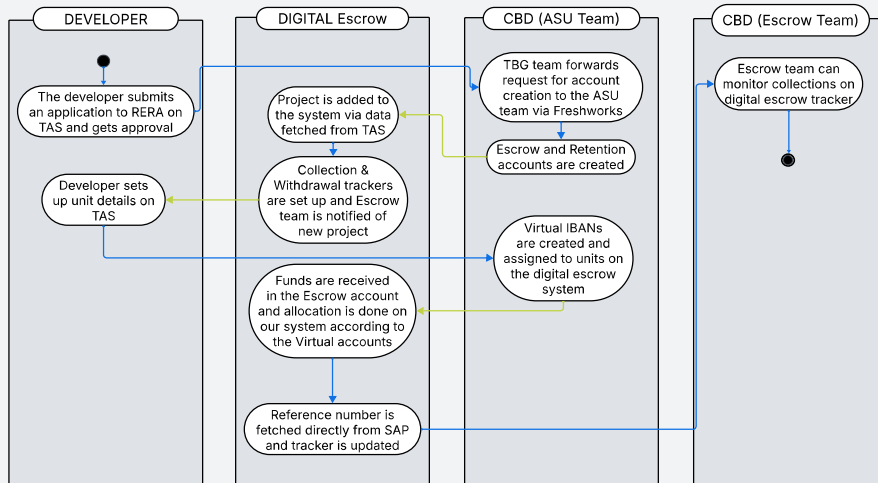 DEVELOPER
DIGITAL Escrow
CBD (ASU Team)
CBD (Escrow Team)
The developer submits
an application to RERA on
TAS and gets approval
TBG team forwards
request for account
creation to the ASU
team via Freshworks
Escrow and Retention
accounts are created
Project is added to
the system via data
fetched from TAS
Collection &
Withdrawal trackers
are set up and Escrow
team is notified of
new project
Developer sets
up unit details on
TAS
Virtual IBANs
are created and
assigned to units on
the digital escrow
system
Funds are received
in the Escrow account
and allocation is done on
our system according to
the Virtual accounts
Reference number is
fetched directly from SAP
and tracker is updated
Escrow team can
monitor collections on
digital escrow tracker